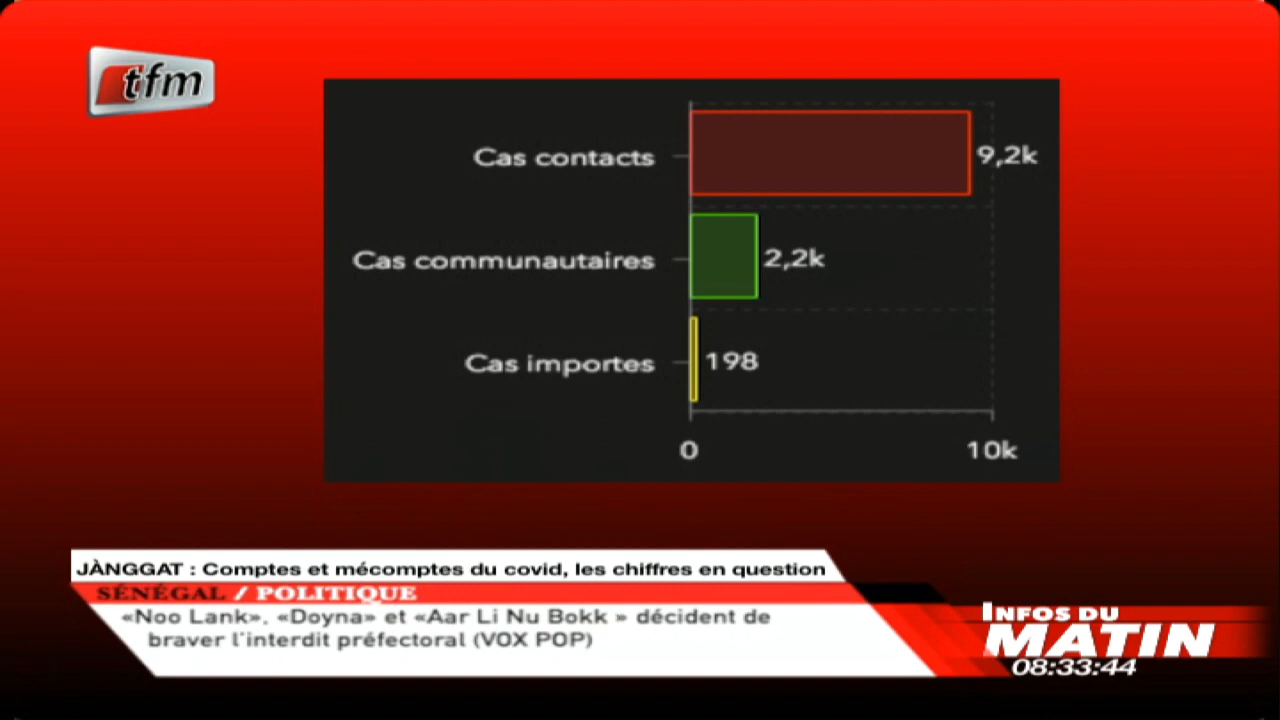 tfm
Cas contacts
9,2k
Cas communautaires
2,2k
Cas importes
198
0
10k
JÀNGGAT : Comptes et mécomptes du covid, les chiffres en question
SÉNÉGAL / POLITIQUE
«Noo Lank», «Doyna» et «Aar Li Nu Bokk » décident de
braver l'interdit préfectoral (VOX POP)
INFOS DU
MATIN
08:33:44